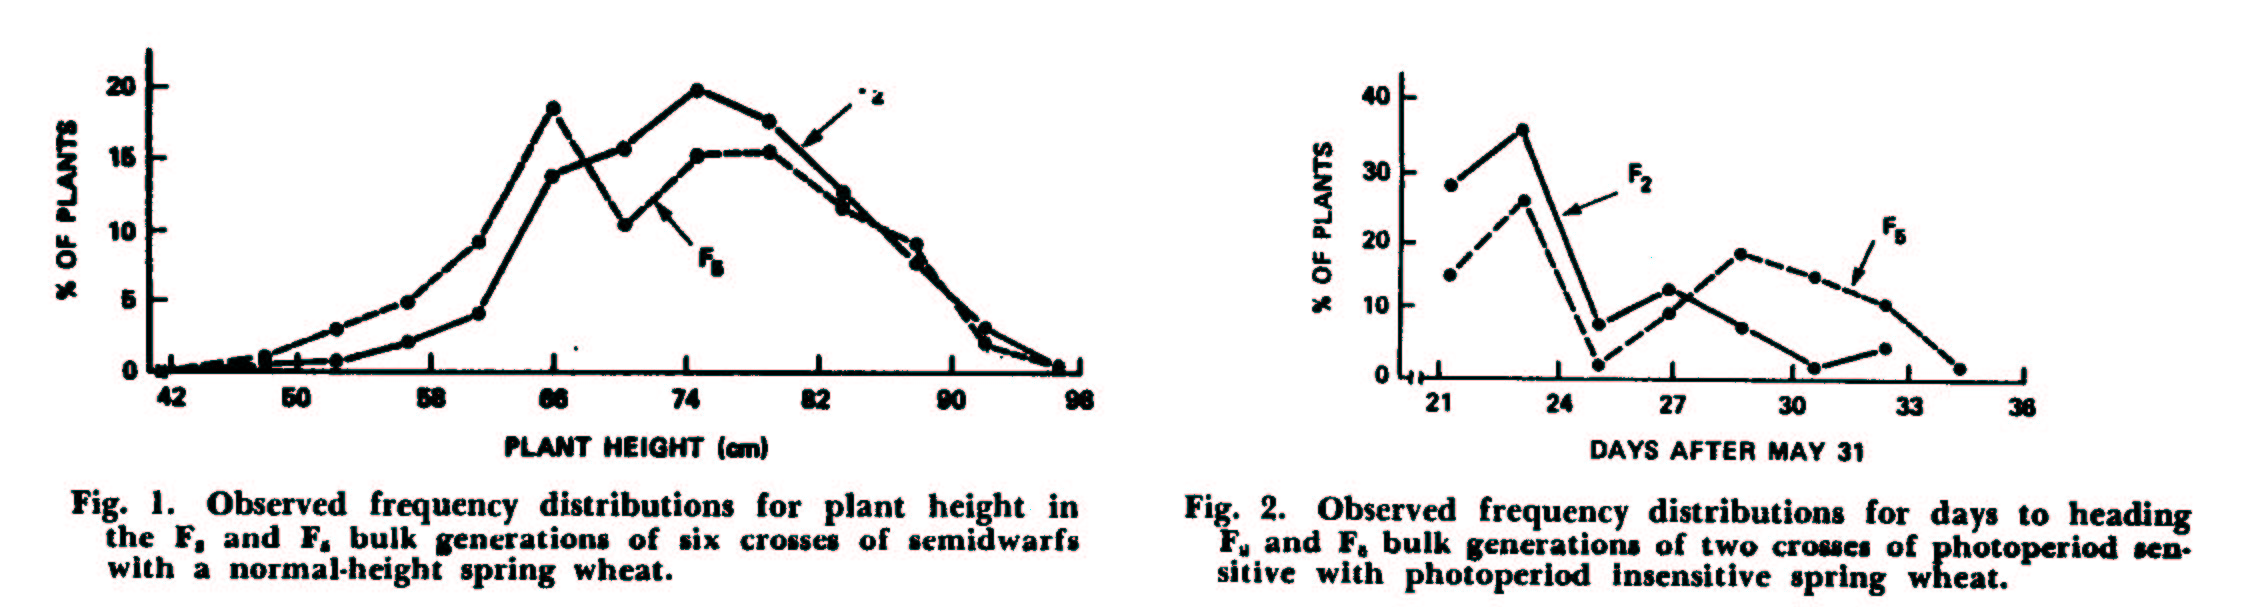 20
15
10
5
0
% OF PLANTS
2
F5
42 50 58 66 74 82 90 98
PLANT HEIGHT (cm)
Fig. 1. Observed frequency distributions for plant height in
the F and F bulk generations of six crosses of semidwarfs
with a normal-height spring wheat.
40
30
20
10
0
% OF PLANTS
F2
F5
21 24 27 30 33 36
DAYS AFTER MAY 31
Fig. 2. Observed frequency distributions for days to heading
F and F bulk generations of two crosses of photoperiod sen-
sitive with photoperiod insensitive spring wheat.